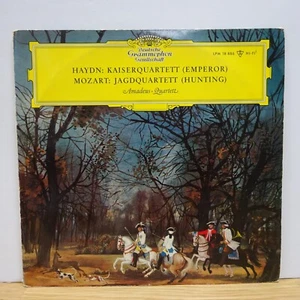 Deutsche
Grammophon
Gesellschaft
HAYDN: KAISERQUARTETT (EMPEROR)
MOZART: JAGDQUARTETT (HUNTING)
Amadeus-Quartett